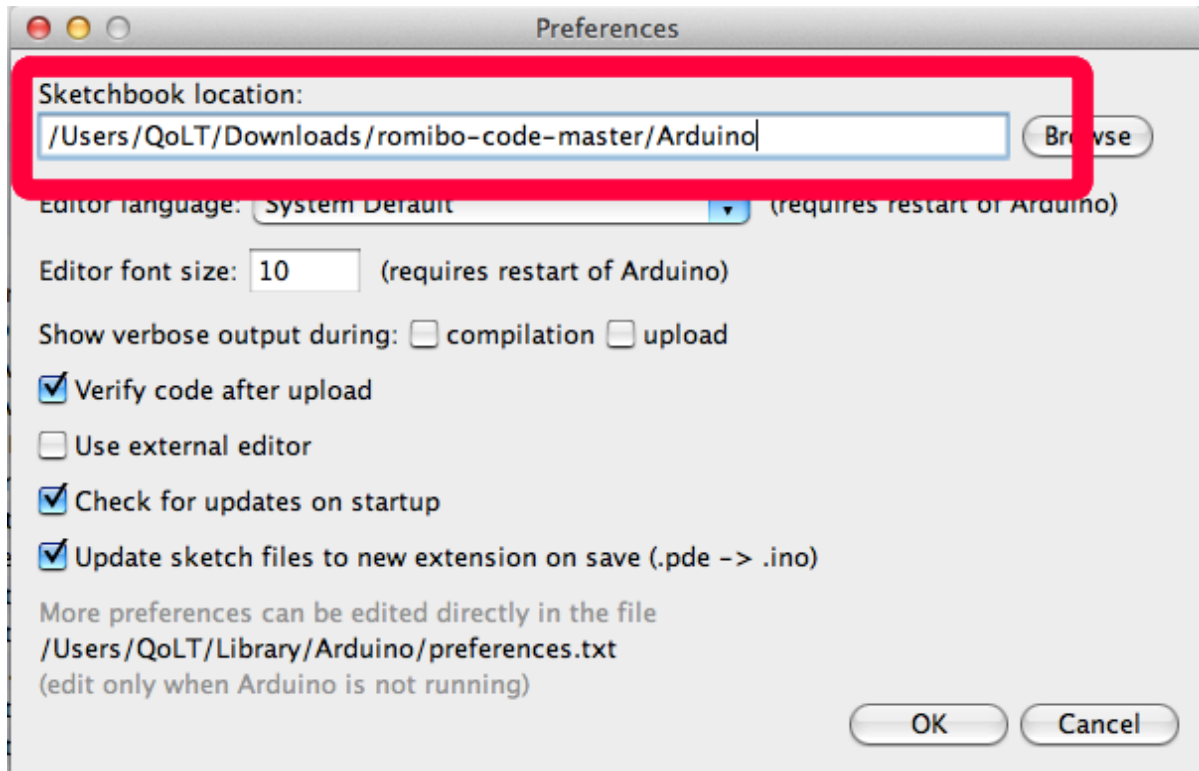 Preferences
Sketchbook location:
/Users/QoLT/Downloads/romibo-code-master/Arduino Browse
Editor language: System Default (requires restart of Arduino)
Editor font size: 10 (requires restart of Arduino)
Show verbose output during: compilation upload
Verify code after upload
Use external editor
Check for updates on startup
Update sketch files to new extension on save (.pde -> .ino)
More preferences can be edited directly in the file
/Users/QoLT/Library/Arduino/preferences.txt
(edit only when Arduino is not running)
OK Cancel